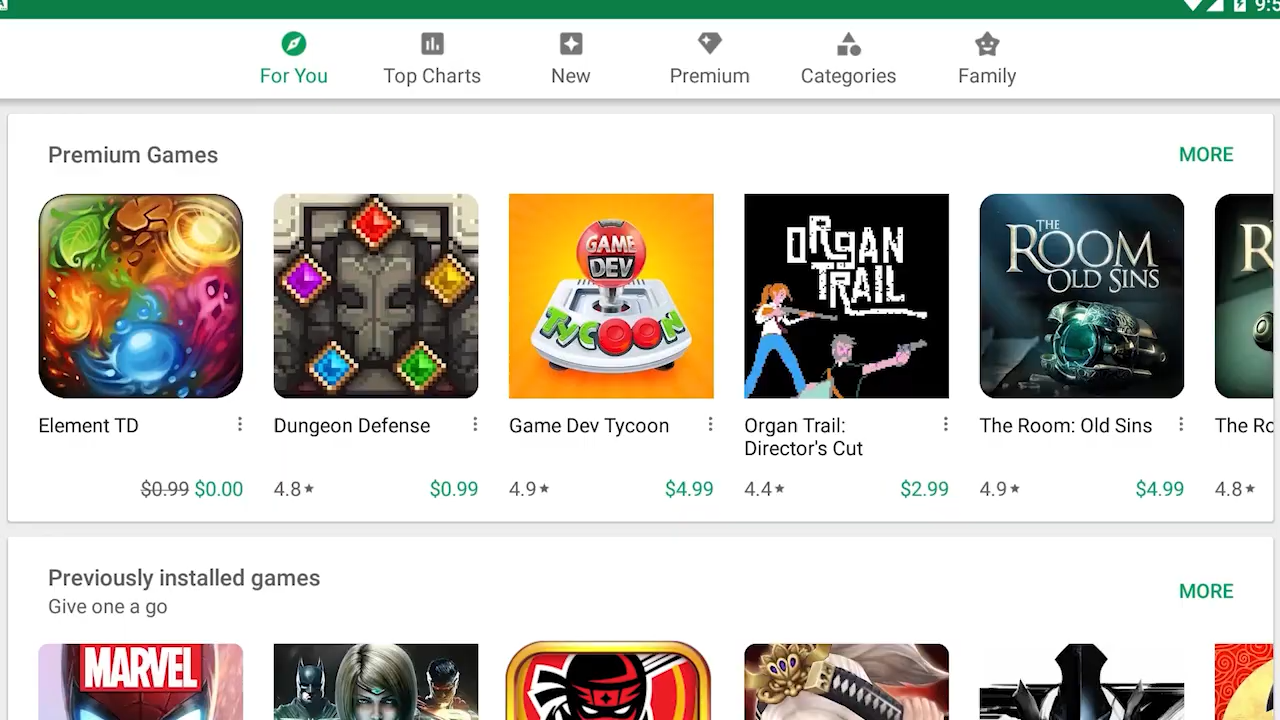 For You
Top Charts
New
Premium
Categories
Family
Premium Games
MORE
GAME
DEV
TYCOON
ORGAN
TRAIL
THE
ROOM
OLD SINS
Element TD
Dungeon Defense
Game Dev Tycoon
Organ Trail:
Director's Cut
The Room: Old Sins
$0.99 $0.00
4.8★
$0.99
4.9★
$4.99
4.4★
$2.99
4.9★
$4.99
4.8★
Previously installed games
Give one a go
MORE
MARVEL